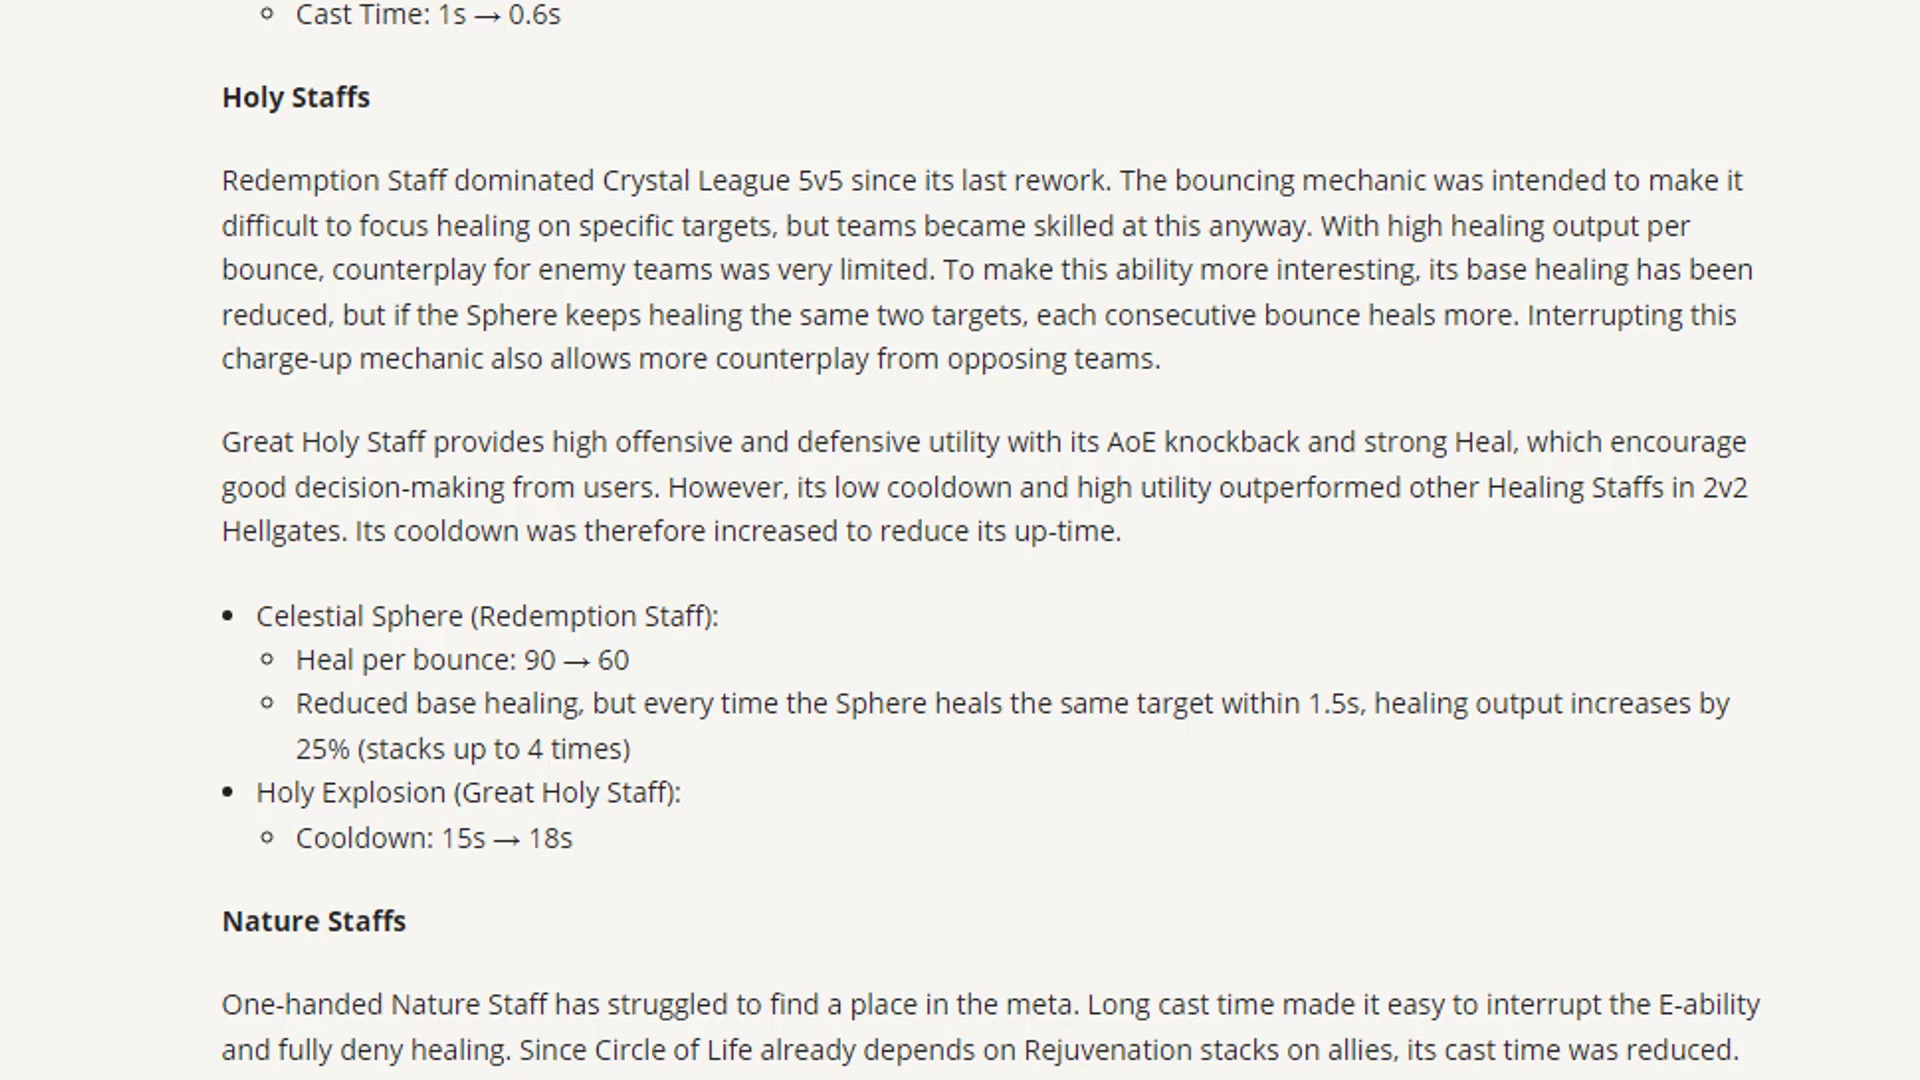 Cast Time: 1s → 0.6s
Holy Staffs
Redemption Staff dominated Crystal League 5v5 since its last rework. The bouncing mechanic was intended to make it
difficult to focus healing on specific targets, but teams became skilled at this anyway. With high healing output per
bounce, counterplay for enemy teams was very limited. To make this ability more interesting, its base healing has been
reduced, but if the Sphere keeps healing the same two targets, each consecutive bounce heals more. Interrupting this
charge-up mechanic also allows more counterplay from opposing teams.
Great Holy Staff provides high offensive and defensive utility with its AoE knockback and strong Heal, which encourage
good decision-making from users. However, its low cooldown and high utility outperformed other Healing Staffs in 2v2
Hellgates. Its cooldown was therefore increased to reduce its up-time.
Celestial Sphere (Redemption Staff):
Heal per bounce: 90 → 60
Reduced base healing, but every time the Sphere heals the same target within 1.5s, healing output increases by
25% (stacks up to 4 times)
Holy Explosion (Great Holy Staff):
Cooldown: 15s → 18s
Nature Staffs
One-handed Nature Staff has struggled to find a place in the meta. Long cast time made it easy to interrupt the E-ability
and fully deny healing. Since Circle of Life already depends on Rejuvenation stacks on allies, its cast time was reduced.